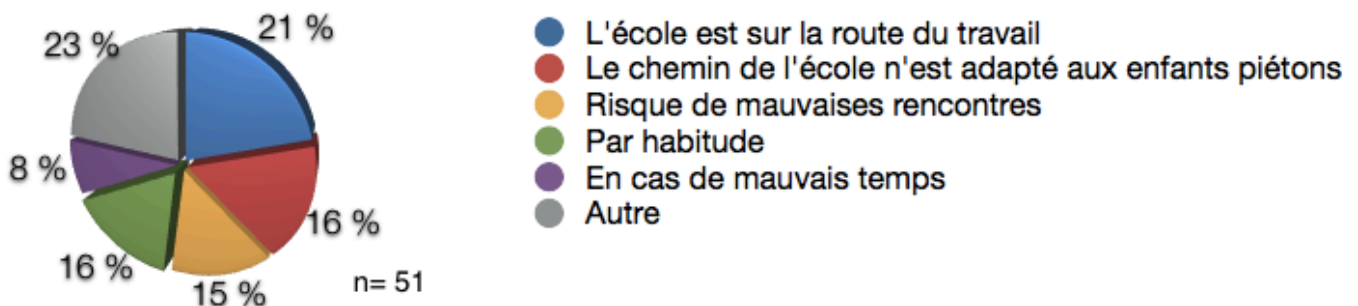 23 %
21 %
8 %
16 %
16 %
15 %
n= 51
L'école est sur la route du travail
Le chemin de l'école n'est adapté aux enfants piétons
Risque de mauvaises rencontres
Par habitude
En cas de mauvais temps
Autre